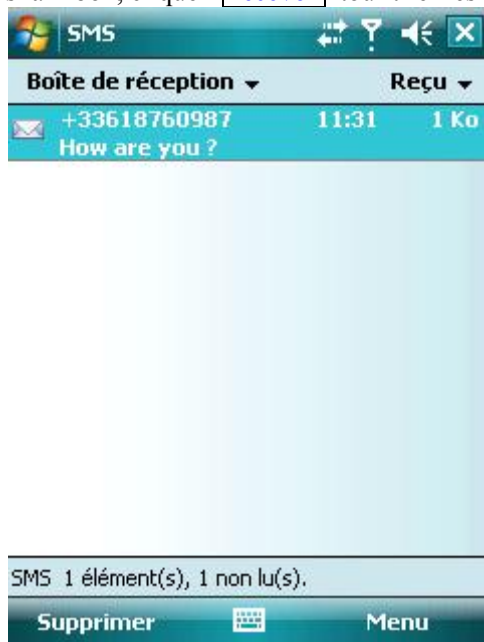 SMS
Boîte de réception Reçu
+33618760987 11:31 1 Ko
How are you ?
SMS 1 élément(s), 1 non lu(s).
Supprimer Menu